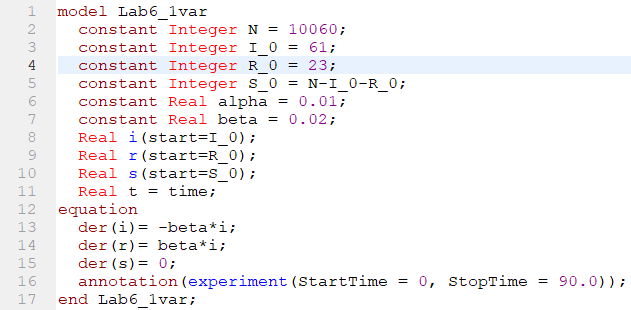 1 model Lab6_1var
2 constant Integer N = 10060;
3 constant Integer I_0 = 61;
4 constant Integer R_0 = 23;
5 constant Integer S_0 = N-I_0-R_0;
6 constant Real alpha = 0.01;
7 constant Real beta = 0.02;
8 Real i(start=I_0);
9 Real r(start=R_0);
10 Real s(start=S_0);
11 Real t = time;
12 equation
13 der(i)= -beta*i;
14 der(r)= beta*i;
15 der(s)= 0;
16 annotation(experiment(StartTime = 0, StopTime = 90.0));
17 end Lab6_1var;